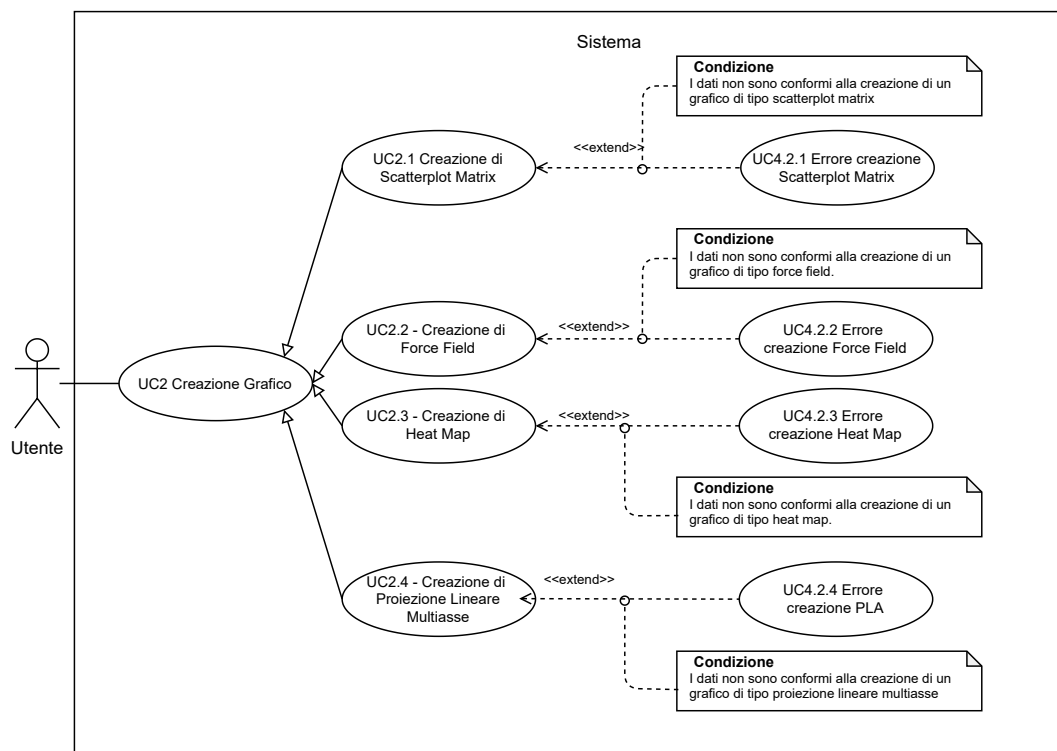 Sistema
Condizione
I dati non sono conformi alla creazione di un
grafico di tipo scatterplot matrix
<<extend>>
UC2.1 Creazione di
Scatterplot Matrix
UC4.2.1 Errore creazione
Scatterplot Matrix
Condizione
I dati non sono conformi alla creazione di un
grafico di tipo force field.
<<extend>>
UC2.2 - Creazione di
Force Field
UC4.2.2 Errore
creazione Force Field
UC2 Creazione Grafico
Utente
<<extend>>
UC2.3 - Creazione di
Heat Map
UC4.2.3 Errore
creazione Heat Map
Condizione
I dati non sono conformi alla creazione di un
grafico di tipo heat map.
<<extend>>
UC2.4 - Creazione di
Proiezione Lineare
Multiasse
UC4.2.4 Errore
creazione PLA
Condizione
I dati non sono conformi alla creazione di un
grafico di tipo proiezione lineare multiasse